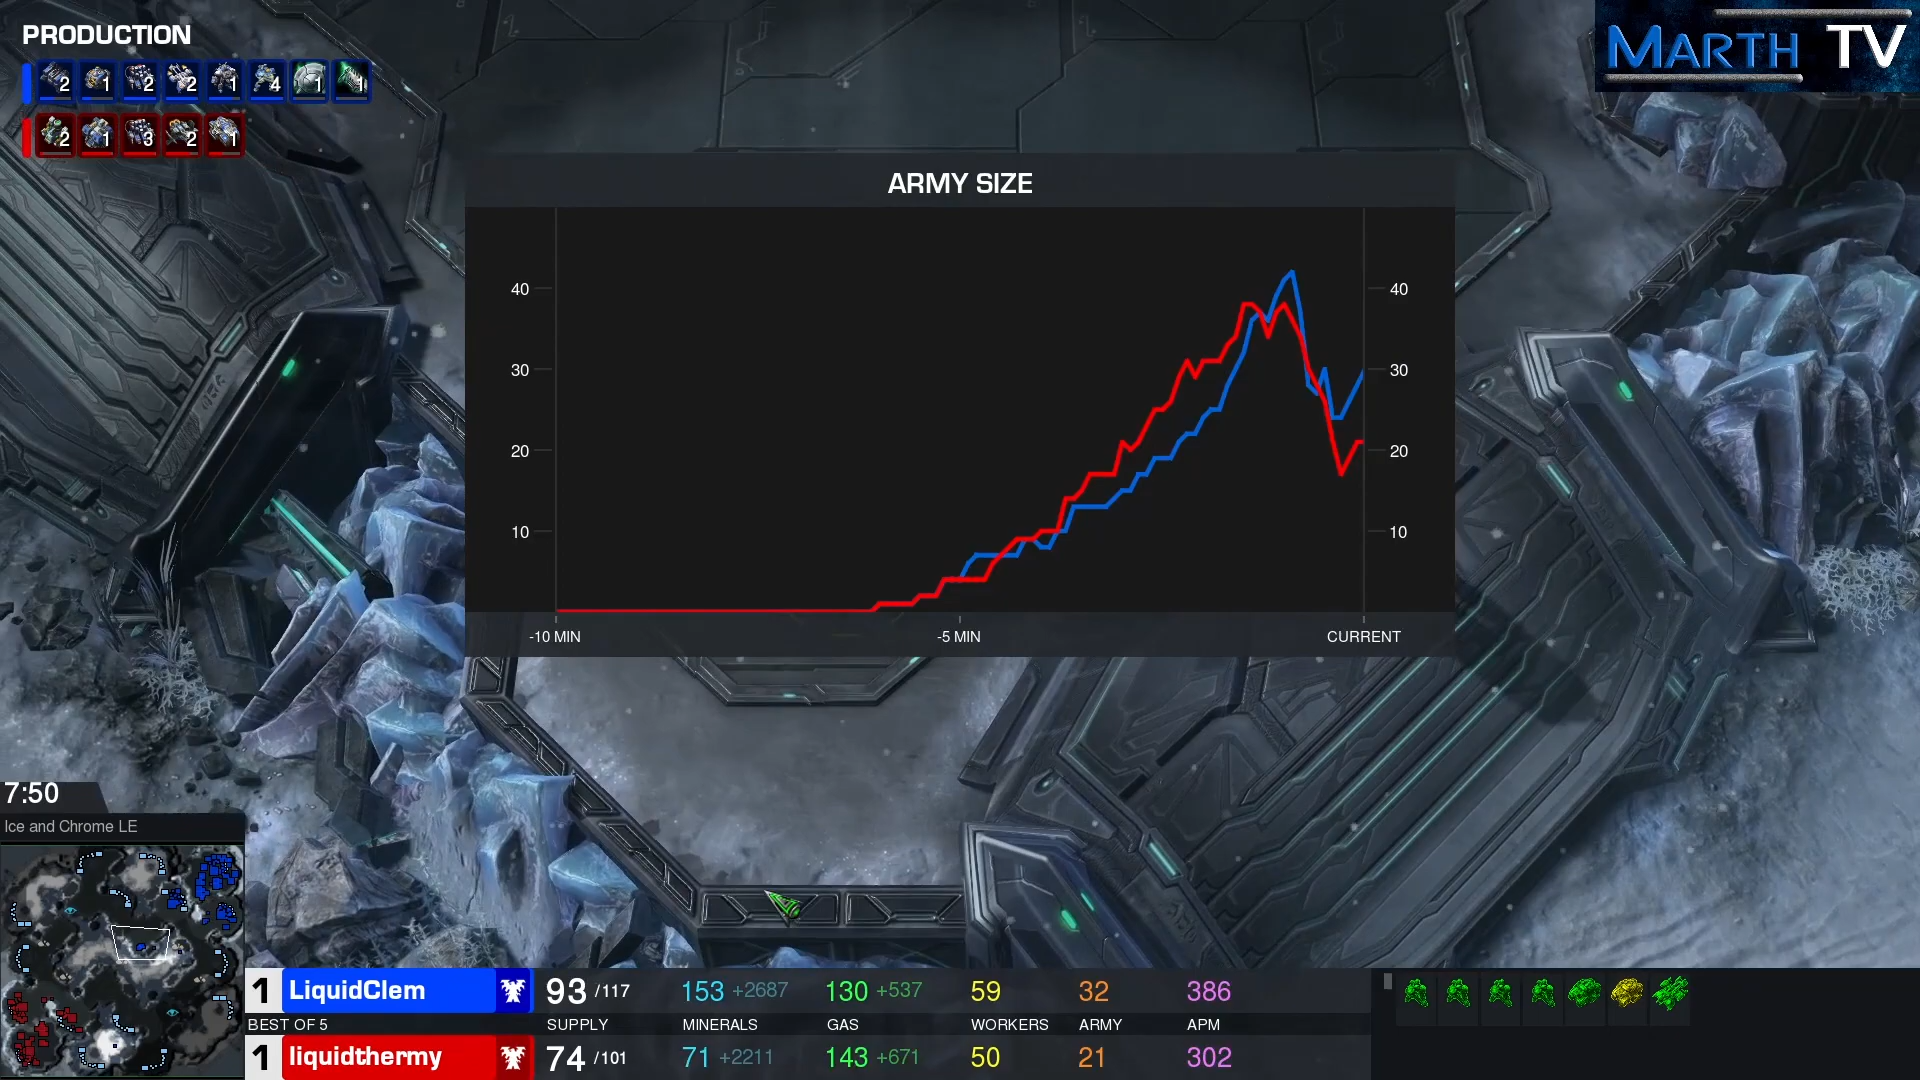 PRODUCTION
2 1 2 2 1 4 1 1
2 1 3 2 1
MARTH TV
ARMY SIZE
40 40
30 30
20 20
10 10
-10 MIN -5 MIN CURRENT
7:50
Ice and Chrome LE
1 LiquidClem 93 /117 153 +2687 130 +537 59 32 386
BEST OF 5 SUPPLY MINERALS GAS WORKERS ARMY APM
1 liquidthermy 74 /101 71 +2211 143 +671 50 21 302